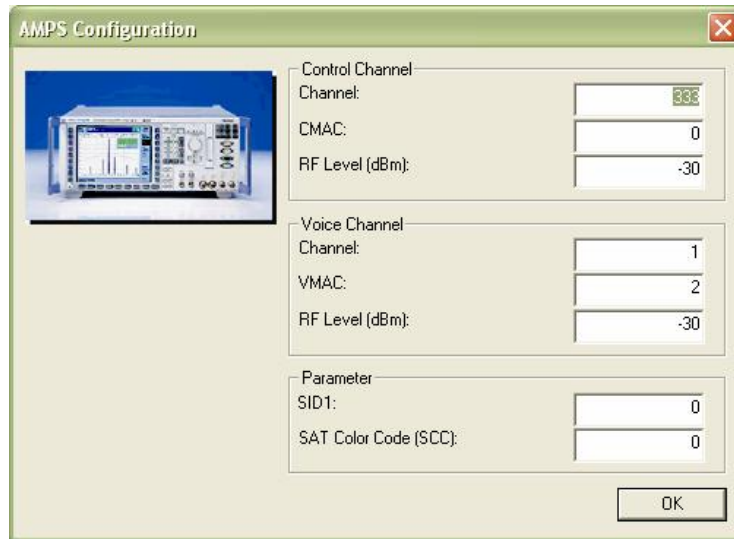 AMPS Configuration
Control Channel
Channel: 333
CMAC: 0
RF Level (dBm): -30
Voice Channel
Channel: 1
VMAC: 2
RF Level (dBm): -30
Parameter
SID1: 0
SAT Color Code (SCC): 0
OK